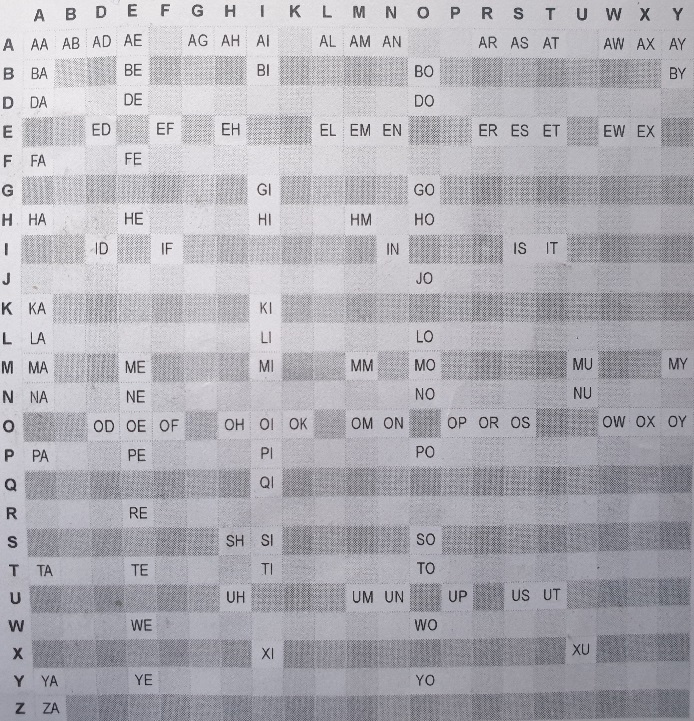 A B D E F G H I K L M N O P R S T U W X Y
A AA AB AD AE AG AH AI AL AM AN AR AS AT AW AX AY
B BA BE BI BO BY
D DA DE DO
E ED EF EH EL EM EN ER ES ET EW EX
F FA FE
G GI GO
H HA HE HI HM HO
I ID IF IN IS IT
J JO
K KA KI
L LA LI LO
M MA ME MI MM MO MU MY
N NA NE NO NU
O OD OE OF OH OI OK OM ON OP OR OS OW OX OY
P PA PE PI PO
Q QI
R RE
S SH SI SO
T TA TE TI TO
U UH UM UN UP US UT
W WE WO
X XI XU
Y YA YE YO
Z ZA